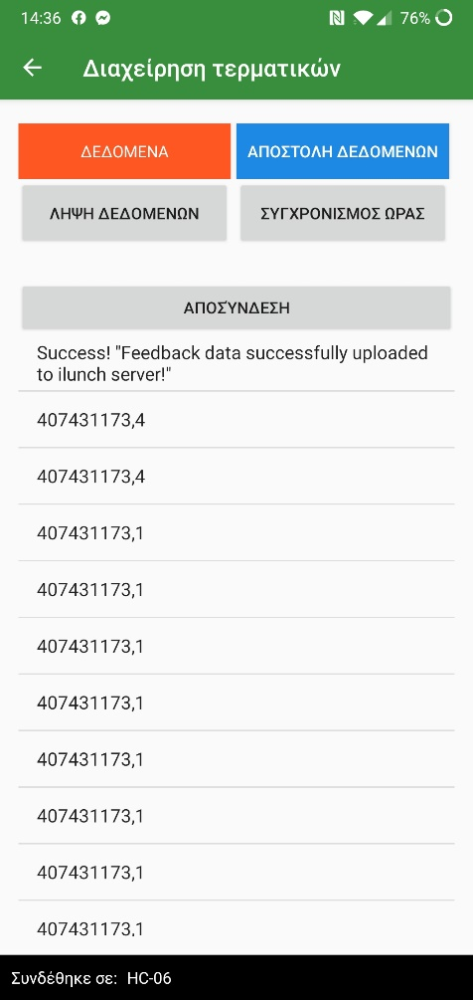 14:36 76%
Διαχείρηση τερματικών
ΔΕΔΟΜΕΝΑ ΑΠΟΣΤΟΛΗ ΔΕΔΟΜΕΝΩΝ
ΛΗΨΗ ΔΕΔΟΜΕΝΩΝ ΣΥΓΧΡΟΝΙΣΜΟΣ ΩΡΑΣ
ΑΠΟΣΎΝΔΕΣΗ
Success! "Feedback data successfully uploaded
to ilunch server!"
407431173,4
407431173,4
407431173,1
407431173,1
407431173,1
407431173,1
407431173,1
407431173,1
407431173,1
407431173,1
Συνδέθηκε σε: HC-06